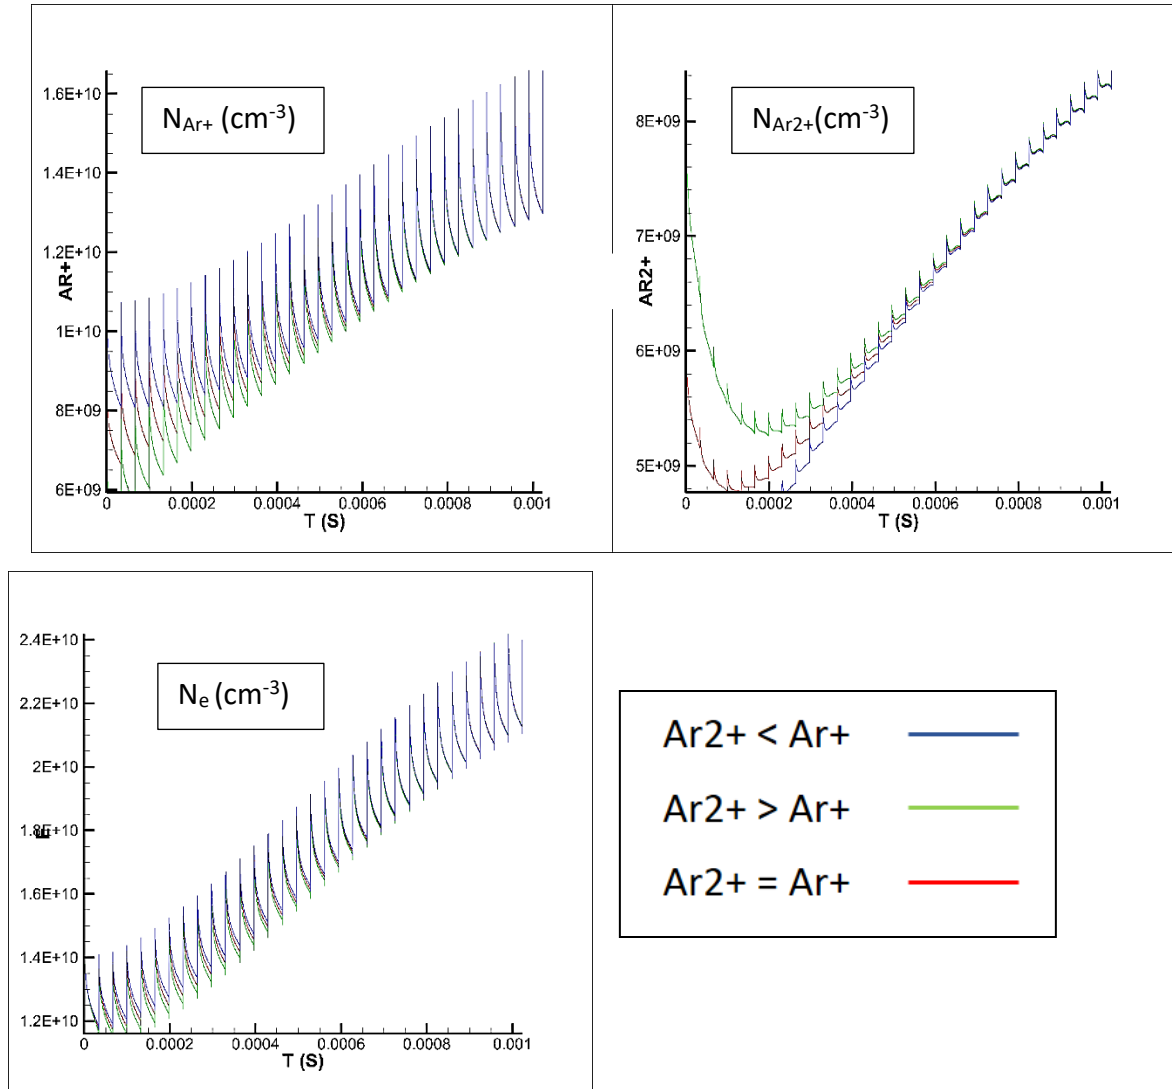 1.6E+10
1.4E+10
1.2E+10
1E+10
8E+09
6E+09
AR+
N_Ar+ (cm^-3)
0
0.0002
0.0004
0.0006
0.0008
0.001
T (S)
8E+09
7E+09
6E+09
5E+09
AR2+
N_Ar2+(cm^-3)
0
0.0002
0.0004
0.0006
0.0008
0.001
T (S)
2.4E+10
2.2E+10
2E+10
1.8E+10
1.6E+10
1.4E+10
1.2E+10
E
N_e (cm^-3)
0
0.0002
0.0004
0.0006
0.0008
0.001
T (S)
Ar2+ < Ar+
Ar2+ > Ar+
Ar2+ = Ar+